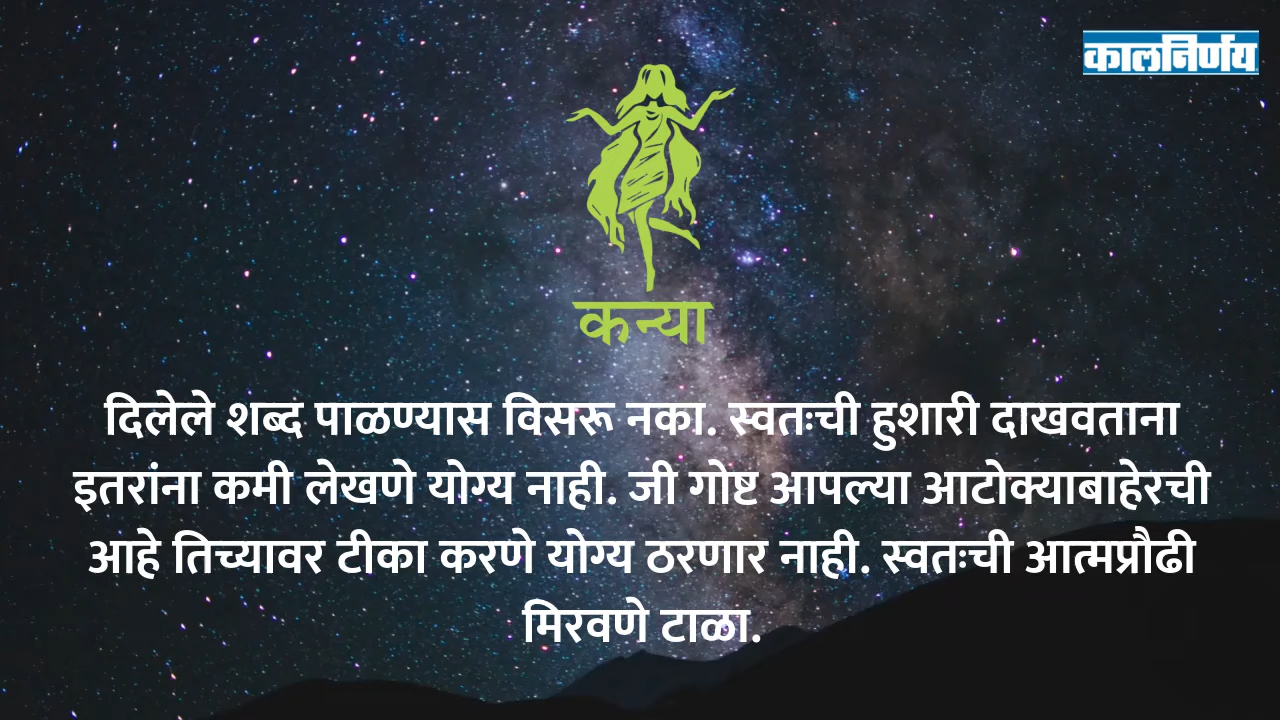 कालनिर्णय
कन्या
दिलेले शब्द पाळण्यास विसरू नका. स्वतःची हुशारी दाखवताना
इतरांना कमी लेखणे योग्य नाही. जी गोष्ट आपल्या आटोक्याबाहेरची
आहे तिच्यावर टीका करणे योग्य ठरणार नाही. स्वतःची आत्मप्रौढी
मिरवणे टाळा.